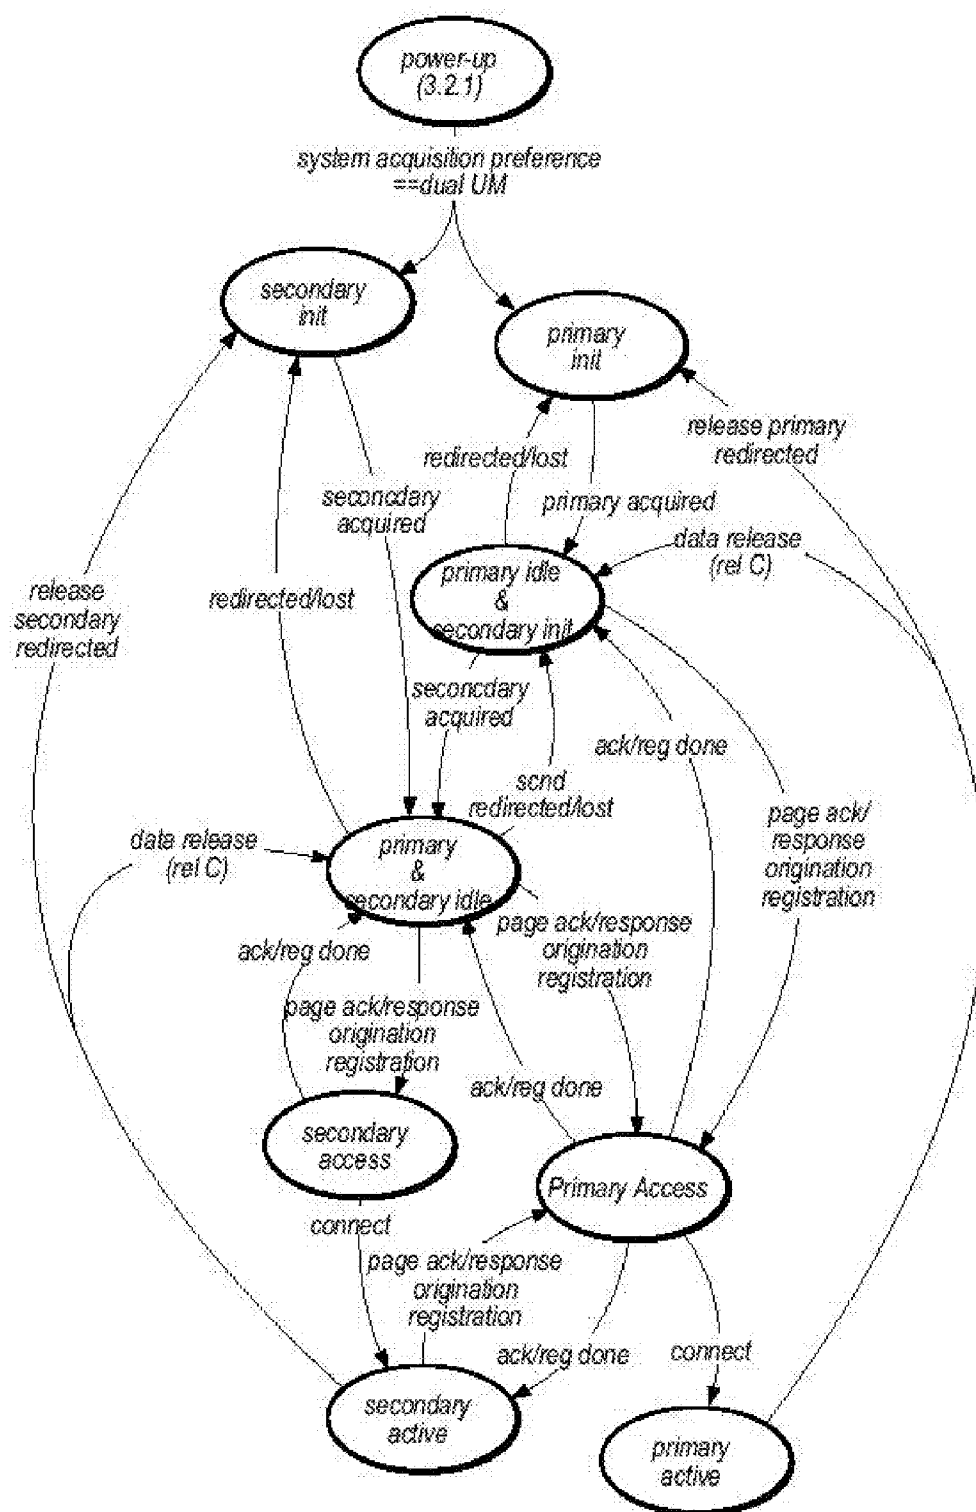 power-up
(3.2.1)
system acquisition preference
==dual UM
secondary
init
primary
init
release primary
redirected
redirected/lost
seconcdary
acquired
primary acquired
data release
(rel C)
primary idle
&
secondary init
release
secondary
redirected
redirected/lost
seconcdary
acquired
ack/reg done
scnd
redirected/lost
page ack/
response
origination
registration
data release
(rel C)
primary
&
secondary idle
page ack/response
origination
registration
ack/reg done
page ack/response
origination
registration
ack/reg done
secondary
access
Primary Access
connect
page ack/response
origination
registration
ack/reg done
connect
secondary
active
primary
active